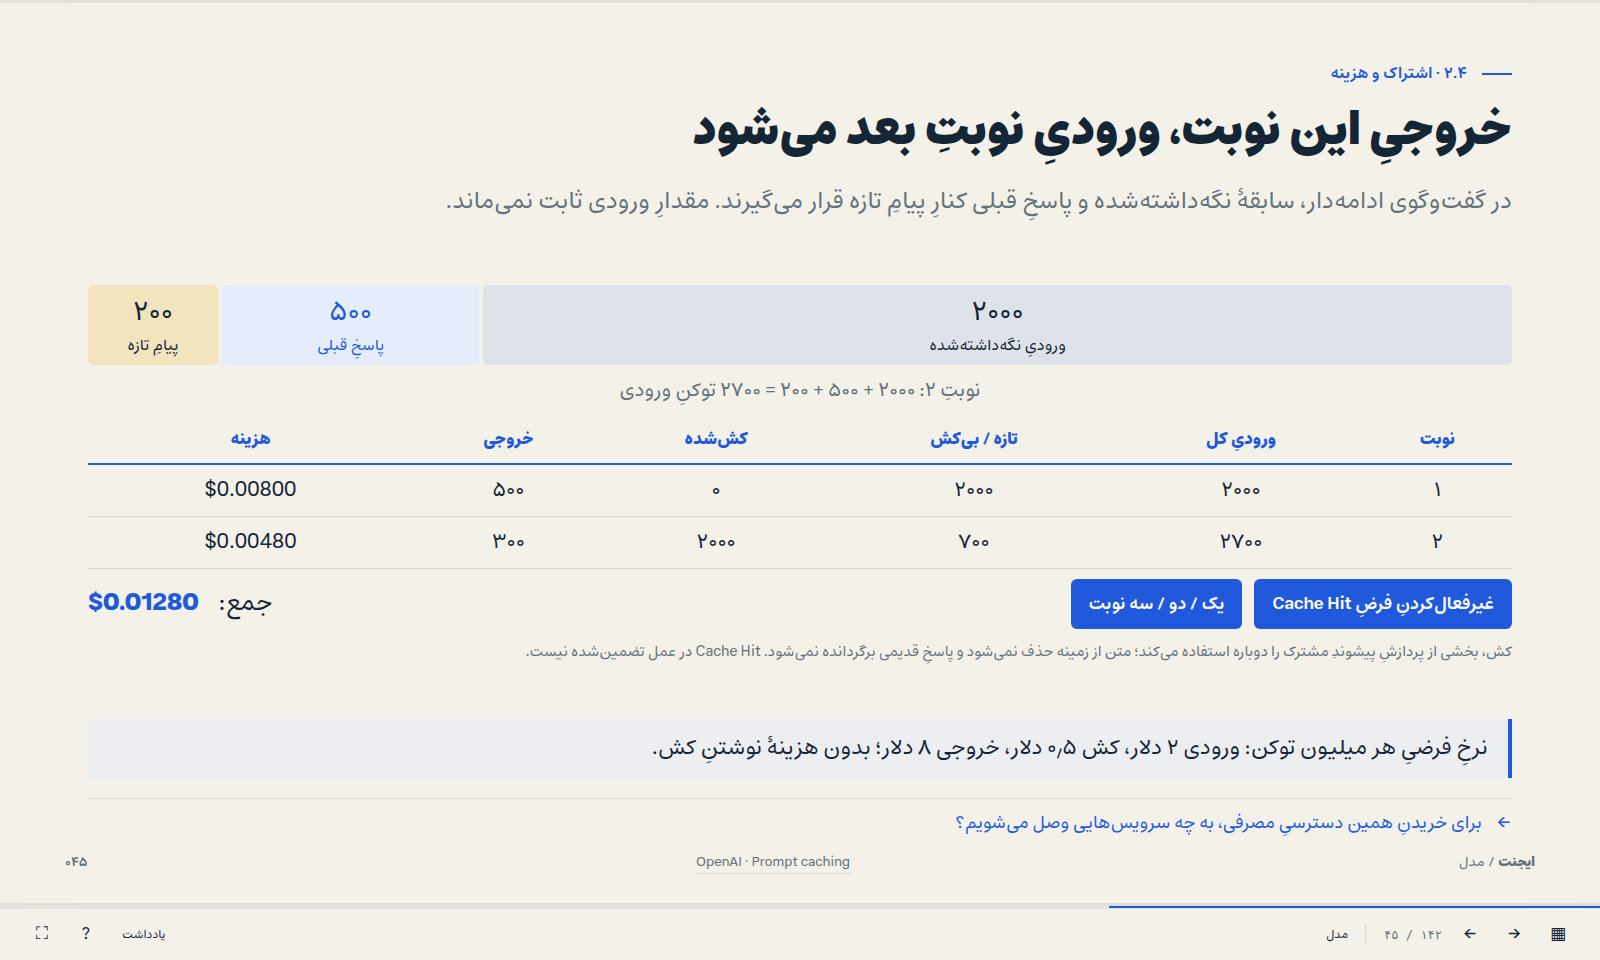 ۲.۴ · اشتراک و هزینه
خروجیِ این نوبت، ورودیِ نوبتِ بعد می‌شود
در گفت‌وگوی ادامه‌دار، سابقهٔ نگه‌داشته‌شده و پاسخِ قبلی کنارِ پیامِ تازه قرار می‌گیرند. مقدارِ ورودی ثابت نمی‌ماند.
۲۰۰۰ ۵۰۰ ۲۰۰
ورودیِ نگه‌داشته‌شده پاسخِ قبلی پیامِ تازه
نوبتِ ۲: ۲۰۰۰ + ۵۰۰ + ۲۰۰ = ۲۷۰۰ توکنِ ورودی
نوبت ورودیِ کل تازه / بی‌کش کش‌شده خروجی هزینه
۱ ۲۰۰۰ ۲۰۰۰ ۰ ۵۰۰ $0.00800
۲ ۲۷۰۰ ۷۰۰ ۲۰۰۰ ۳۰۰ $0.00480
غیرفعال‌کردنِ فرضِ Cache Hit یک / دو / سه نوبت جمع: $0.01280
کش، بخشی از پردازشِ پیشوندِ مشترک را دوباره استفاده می‌کند؛ متن از زمینه حذف نمی‌شود و پاسخِ قدیمی برگردانده نمی‌شود. Cache Hit در عمل تضمین‌شده نیست.
نرخِ فرضیِ هر میلیون توکن: ورودی ۲ دلار، کش ۰٫۵ دلار، خروجی ۸ دلار؛ بدون هزینهٔ نوشتنِ کش.
← برای خریدنِ همین دسترسیِ مصرفی، به چه سرویس‌هایی وصل می‌شویم؟
ایجنت / مدل OpenAI · Prompt caching ۰۴۵
▦ → ← ۴۵ / ۱۴۲ مدل یادداشت ? ⛶